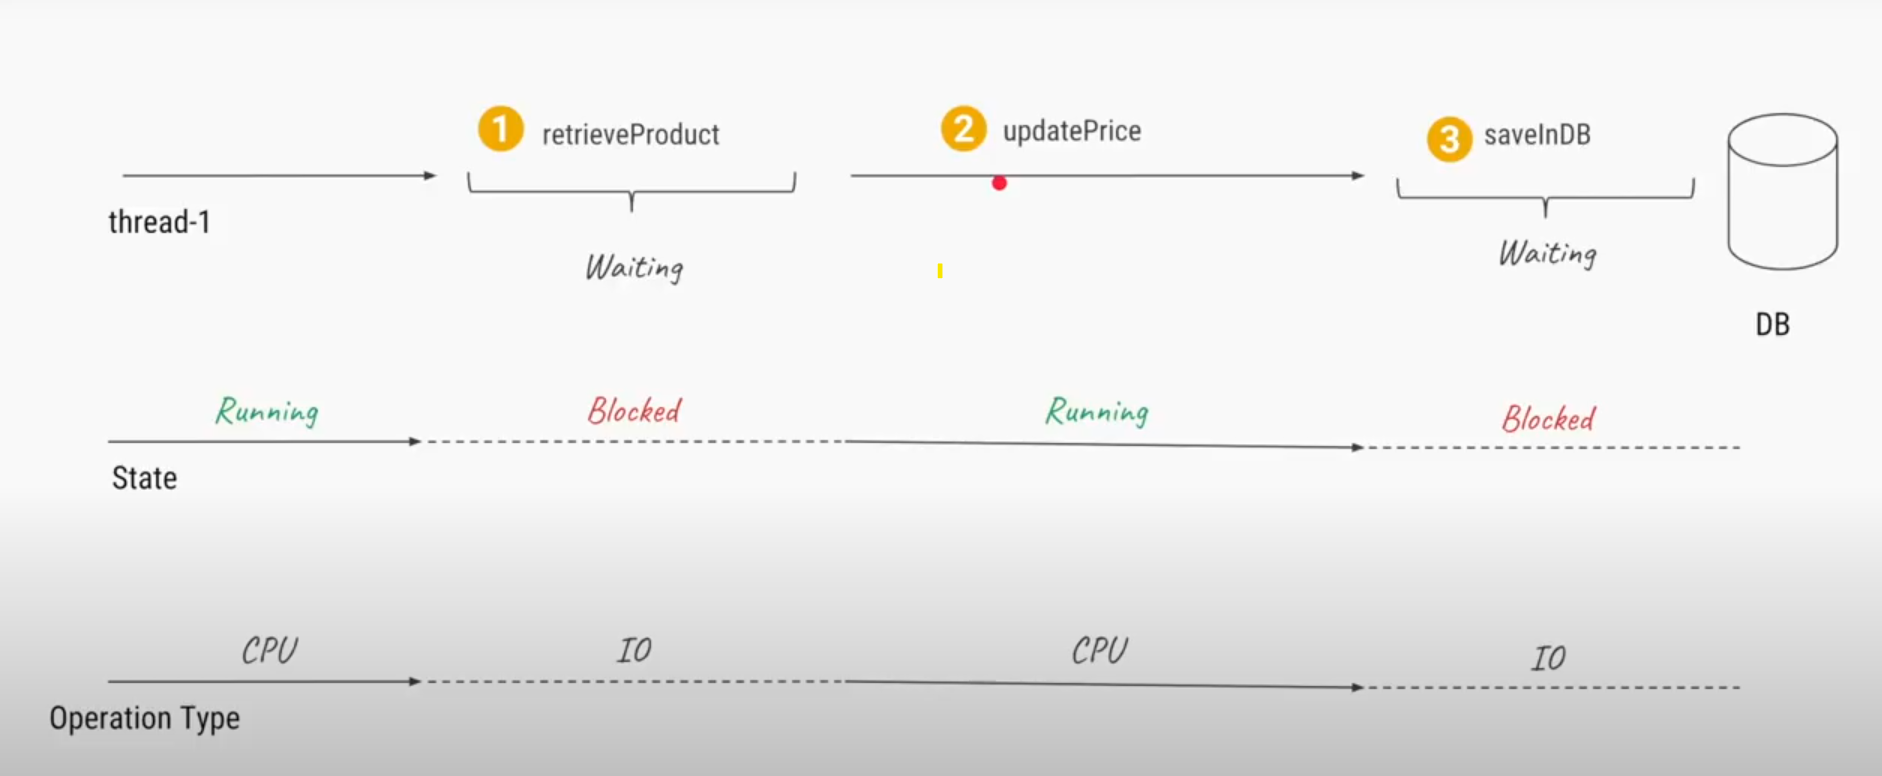 1 retrieveProduct
2 updatePrice
3 saveInDB
thread-1
Waiting
Waiting
DB
Running
Blocked
Running
Blocked
State
CPU
IO
CPU
IO
Operation Type